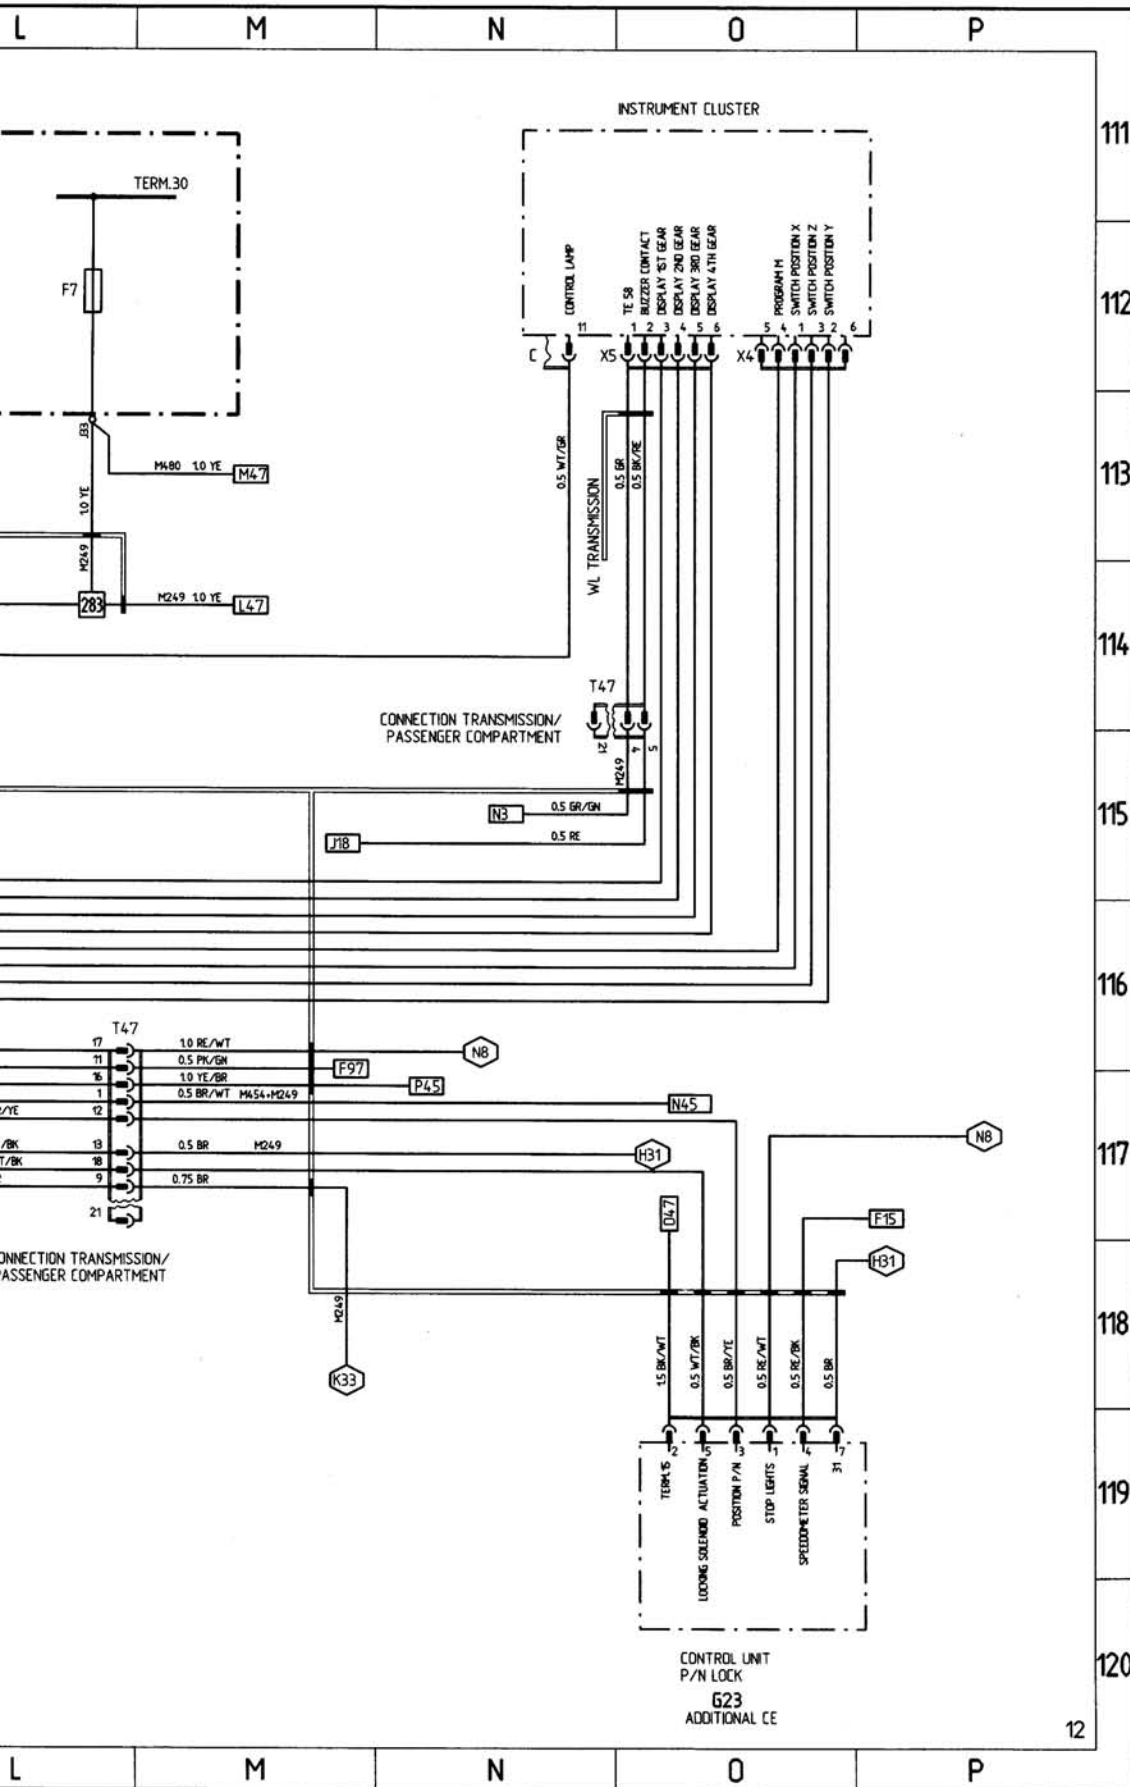 L M N O P
INSTRUMENT CLUSTER
111
TERM.30
F7
CONTROL LAMP
TE 58
BUZZER CONTACT
DISPLAY 1ST GEAR
DISPLAY 2ND GEAR
DISPLAY 3RD GEAR
DISPLAY 4TH GEAR
PROGRAM M
SWITCH POSITION X
SWITCH POSITION Z
SWITCH POSITION Y
112
11 1 2 3 4 5 6 5 4 1 3 2 6
C X5 X4
J33
M480 1.0 YE M47
1.0 YE
0.5 WT/GR
WL TRANSMISSION
0.5 GR
0.5 BK/RE
113
M249
283
M249 1.0 YE L47
114
T47
CONNECTION TRANSMISSION/
PASSENGER COMPARTMENT
21 4 5
M249
N3 0.5 GR/GN
J18 0.5 RE
115
116
T47
17 1.0 RE/WT N8
11 0.5 PK/GN F97
16 1.0 YE/BR P45
1 0.5 BR/WT M454+M249 N45
/YE 12
/BK 13 0.5 BR M249 H31
T/BK 18
9 0.75 BR
21
N8
117
O47
F15
H31
ONNECTION TRANSMISSION/
PASSENGER COMPARTMENT
M249
K33
118
1.5 BK/WT
0.5 WT/BK
0.5 BR/YE
0.5 RE/WT
0.5 RE/BK
0.5 BR
2 5 3 1 4 7
TERM.15
LOCKING SOLENOID ACTUATION
POSITION P/N
STOP LIGHTS
SPEEDOMETER SIGNAL
31
119
CONTROL UNIT
P/N LOCK
G23
ADDITIONAL CE
120
12
L M N O P